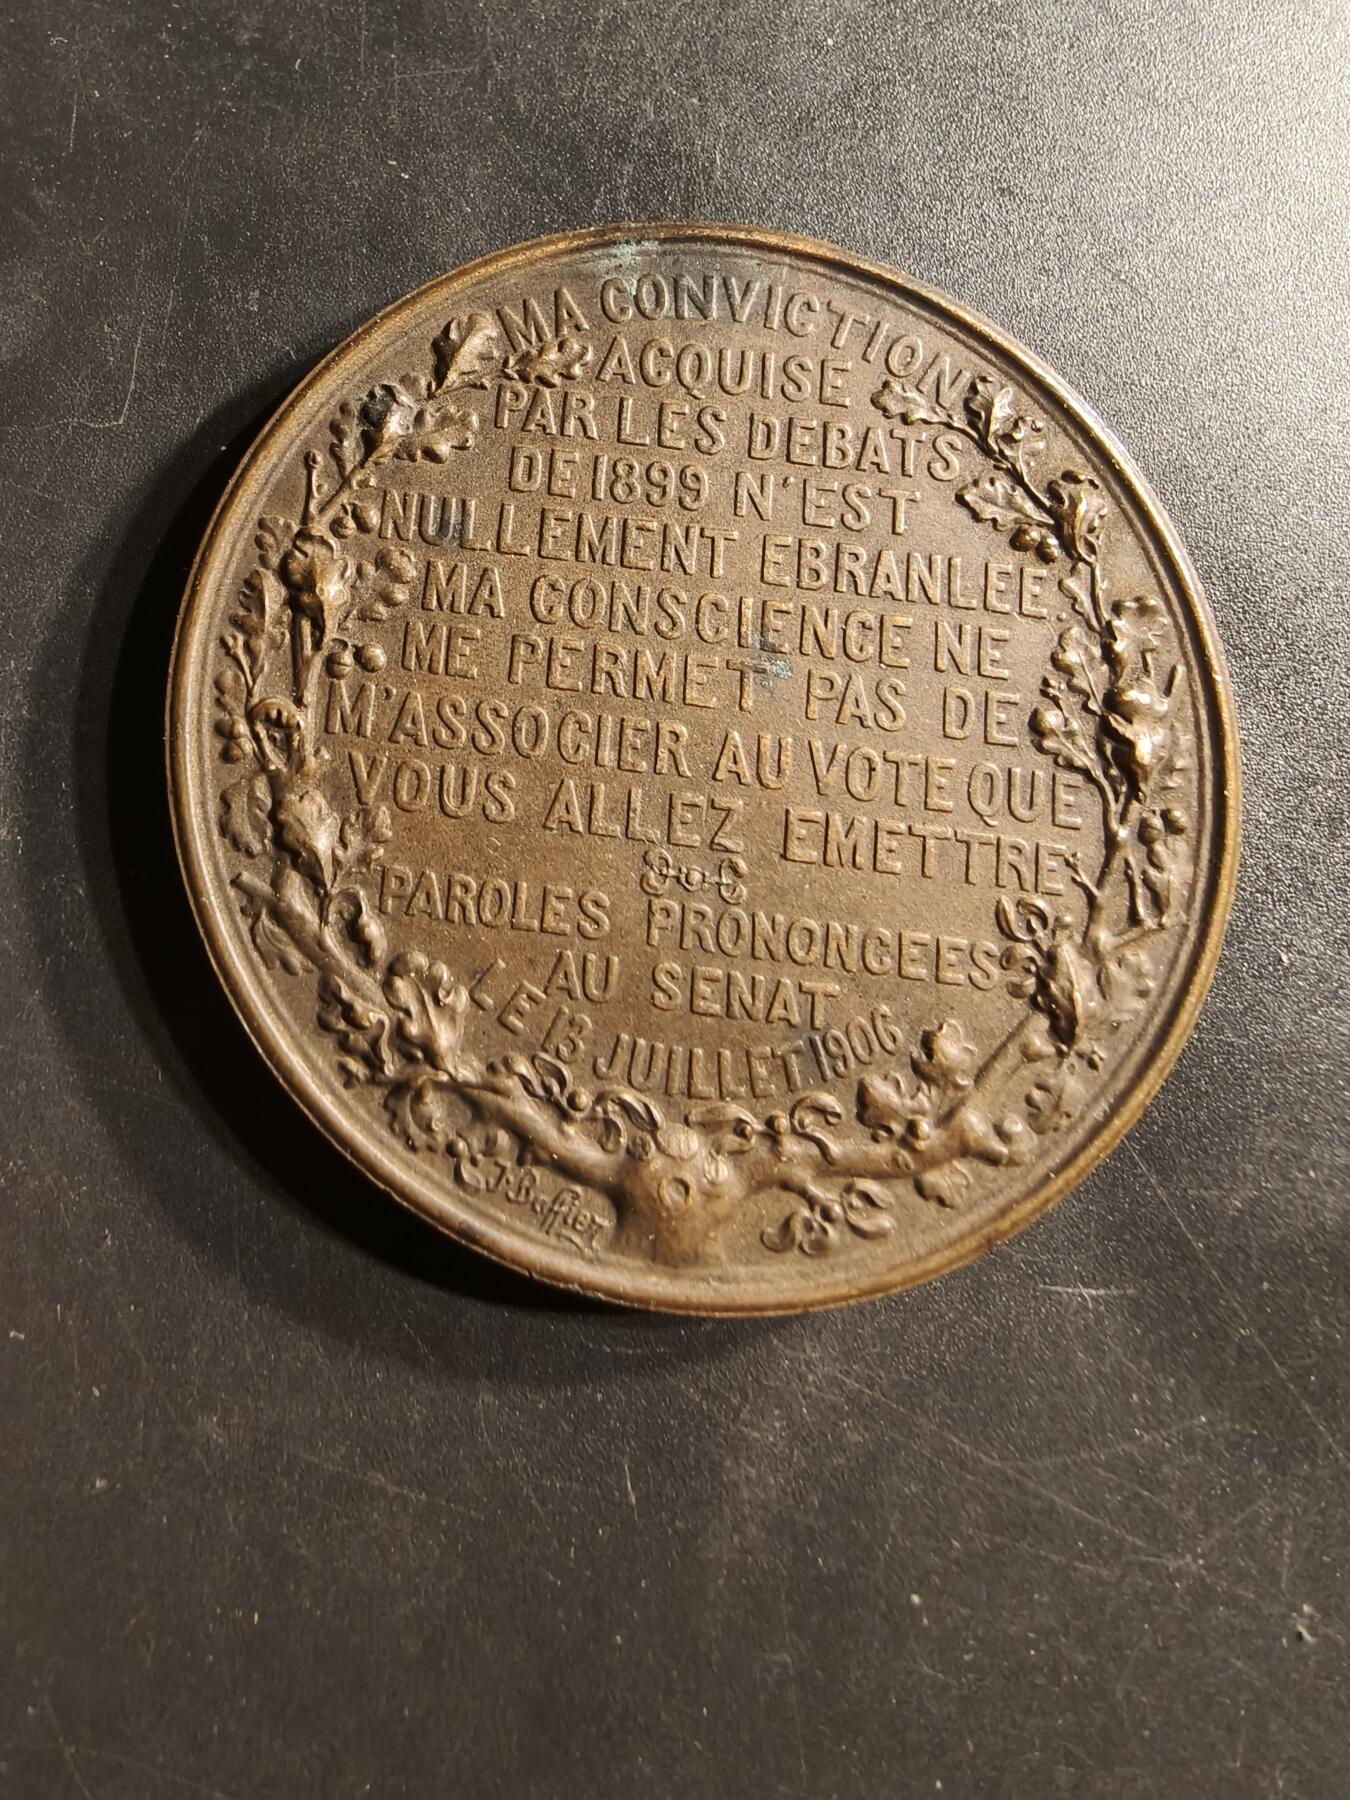 MA CONVICTION
ACQUISE
PAR LES DEBATS
DE 1899 N'EST
NULLEMENT EBRANLEE
MA CONSCIENCE NE
ME PERMET PAS DE
M'ASSOCIER AU VOTE QUE
VOUS ALLEZ EMETTRE
PAROLES PRONONCEES
AU SENAT
LE 13 JUILLET 1906
J. Baffier